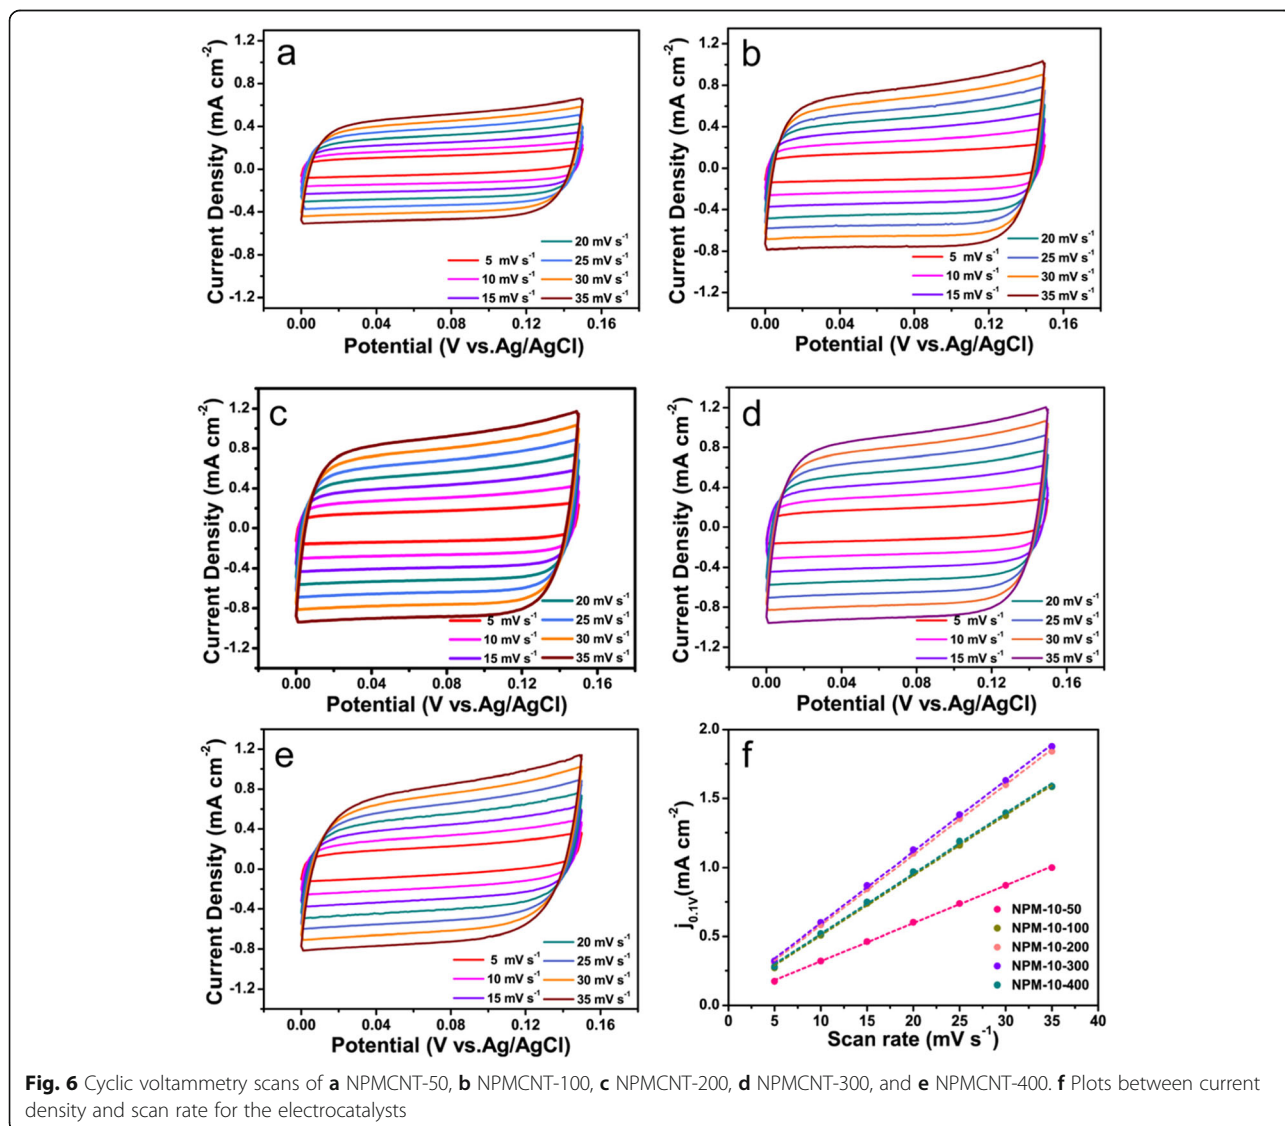 a
1.2
0.8
0.4
0.0
-0.4
-0.8
-1.2
Current Density (mA cm⁻²)
20 mV s⁻¹
5 mV s⁻¹
25 mV s⁻¹
10 mV s⁻¹
30 mV s⁻¹
15 mV s⁻¹
35 mV s⁻¹
0.00 0.04 0.08 0.12 0.16
Potential (V vs.Ag/AgCl)
b
1.2
0.8
0.4
0.0
-0.4
-0.8
-1.2
Current Density (mA cm⁻²)
20 mV s⁻¹
5 mV s⁻¹
25 mV s⁻¹
10 mV s⁻¹
30 mV s⁻¹
15 mV s⁻¹
35 mV s⁻¹
0.00 0.04 0.08 0.12 0.16
Potential (V vs.Ag/AgCl)
c
1.2
0.8
0.4
0.0
-0.4
-0.8
-1.2
Current Density (mA cm⁻²)
20 mV s⁻¹
5 mV s⁻¹
25 mV s⁻¹
10 mV s⁻¹
30 mV s⁻¹
15 mV s⁻¹
35 mV s⁻¹
0.00 0.04 0.08 0.12 0.16
Potential (V vs.Ag/AgCl)
d
1.2
0.8
0.4
0.0
-0.4
-0.8
-1.2
Current Density (mA cm⁻²)
20 mV s⁻¹
5 mV s⁻¹
25 mV s⁻¹
10 mV s⁻¹
30 mV s⁻¹
15 mV s⁻¹
35 mV s⁻¹
0.00 0.04 0.08 0.12 0.16
Potential (V vs.Ag/AgCl)
e
1.2
0.8
0.4
0.0
-0.4
-0.8
-1.2
Current Density (mA cm⁻²)
20 mV s⁻¹
5 mV s⁻¹
25 mV s⁻¹
10 mV s⁻¹
30 mV s⁻¹
15 mV s⁻¹
35 mV s⁻¹
0.00 0.04 0.08 0.12 0.16
Potential (V vs.Ag/AgCl)
f
2.0
1.5
1.0
0.5
0.0
j₀.₁ᵥ(mA cm⁻²)
NPM-10-50
NPM-10-100
NPM-10-200
NPM-10-300
NPM-10-400
0 5 10 15 20 25 30 35 40
Scan rate (mV s⁻¹)
Fig. 6 Cyclic voltammetry scans of a NPMCNT-50, b NPMCNT-100, c NPMCNT-200, d NPMCNT-300, and e NPMCNT-400. f Plots between current
density and scan rate for the electrocatalysts